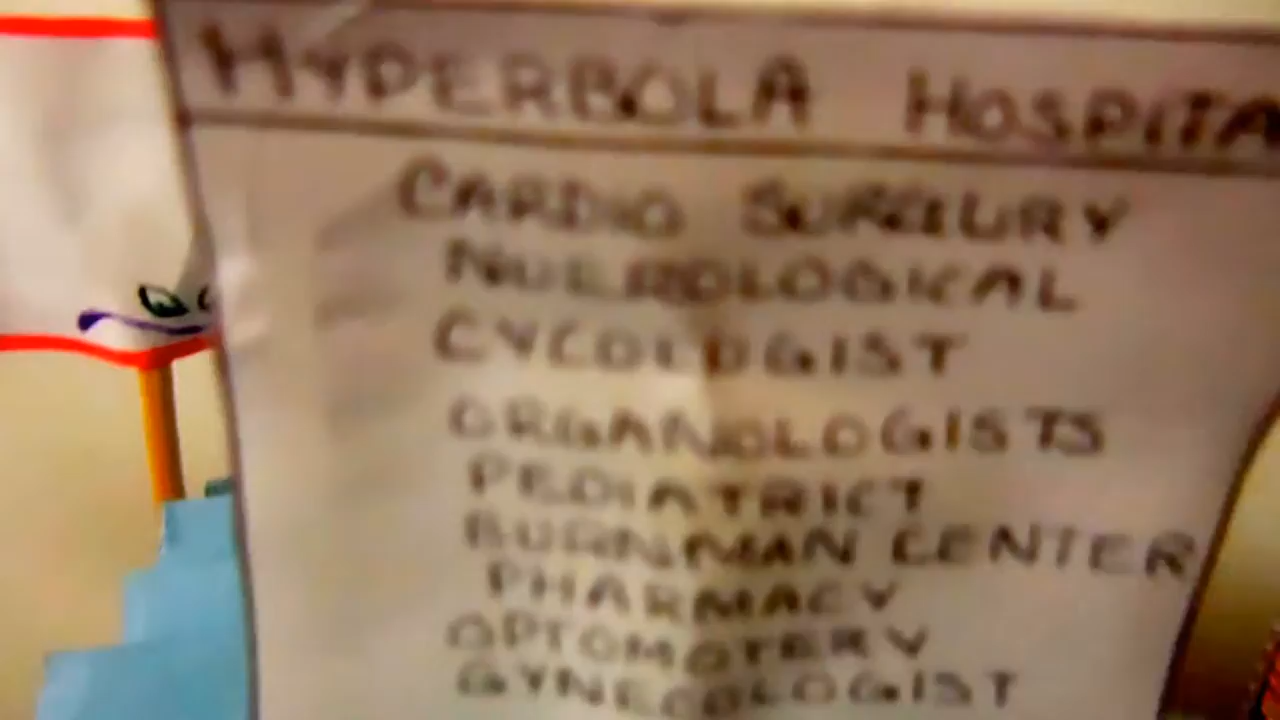 HYPERBOLA HOSPITA
CARDIO SURGURY
NUEROLOGICAL
CYCOLOGIST
ORGANOLOGISTS
PEDIATRICT
BURNMAN CENTER
PHARMACY
OPTOMOTERY
GYNECOLOGIST